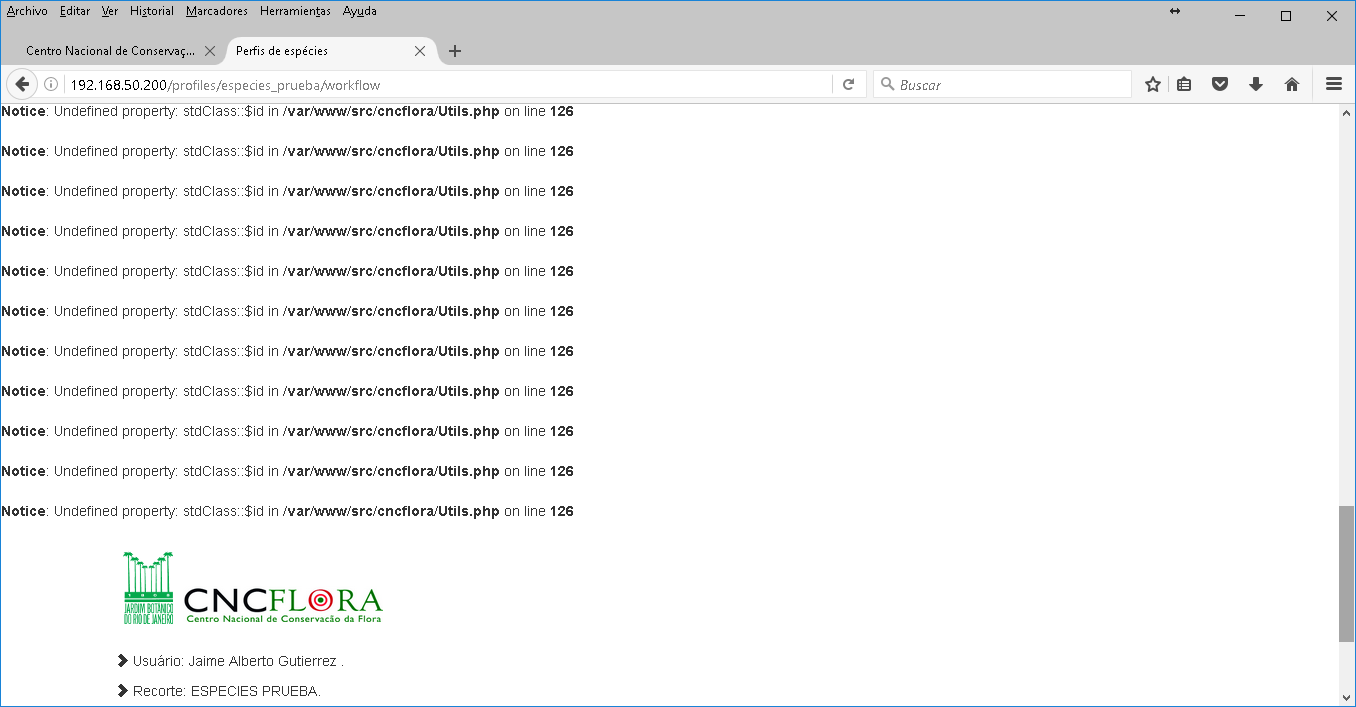 Archivo Editar Ver Historial Marcadores Herramientas Ayuda
Centro Nacional de Conservaç... Perfis de espécies
192.168.50.200/profiles/especies_prueba/workflow Buscar
Notice: Undefined property: stdClass::$id in /var/www/src/cncflora/Utils.php on line 126
Notice: Undefined property: stdClass::$id in /var/www/src/cncflora/Utils.php on line 126
Notice: Undefined property: stdClass::$id in /var/www/src/cncflora/Utils.php on line 126
Notice: Undefined property: stdClass::$id in /var/www/src/cncflora/Utils.php on line 126
Notice: Undefined property: stdClass::$id in /var/www/src/cncflora/Utils.php on line 126
Notice: Undefined property: stdClass::$id in /var/www/src/cncflora/Utils.php on line 126
Notice: Undefined property: stdClass::$id in /var/www/src/cncflora/Utils.php on line 126
Notice: Undefined property: stdClass::$id in /var/www/src/cncflora/Utils.php on line 126
Notice: Undefined property: stdClass::$id in /var/www/src/cncflora/Utils.php on line 126
Notice: Undefined property: stdClass::$id in /var/www/src/cncflora/Utils.php on line 126
Notice: Undefined property: stdClass::$id in /var/www/src/cncflora/Utils.php on line 126
1808
JARDIM BOTÂNICO
DO RIO DE JANEIRO
CNCFLORA
Centro Nacional de Conservacão da Flora
Usuário: Jaime Alberto Gutierrez .
Recorte: ESPECIES PRUEBA.